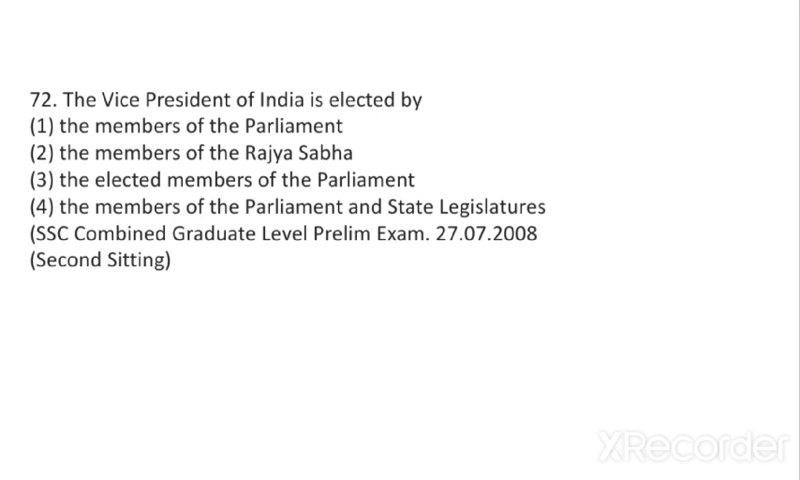 72. The Vice President of India is elected by
(1) the members of the Parliament
(2) the members of the Rajya Sabha
(3) the elected members of the Parliament
(4) the members of the Parliament and State Legislatures
(SSC Combined Graduate Level Prelim Exam. 27.07.2008
(Second Sitting)
XRecorder